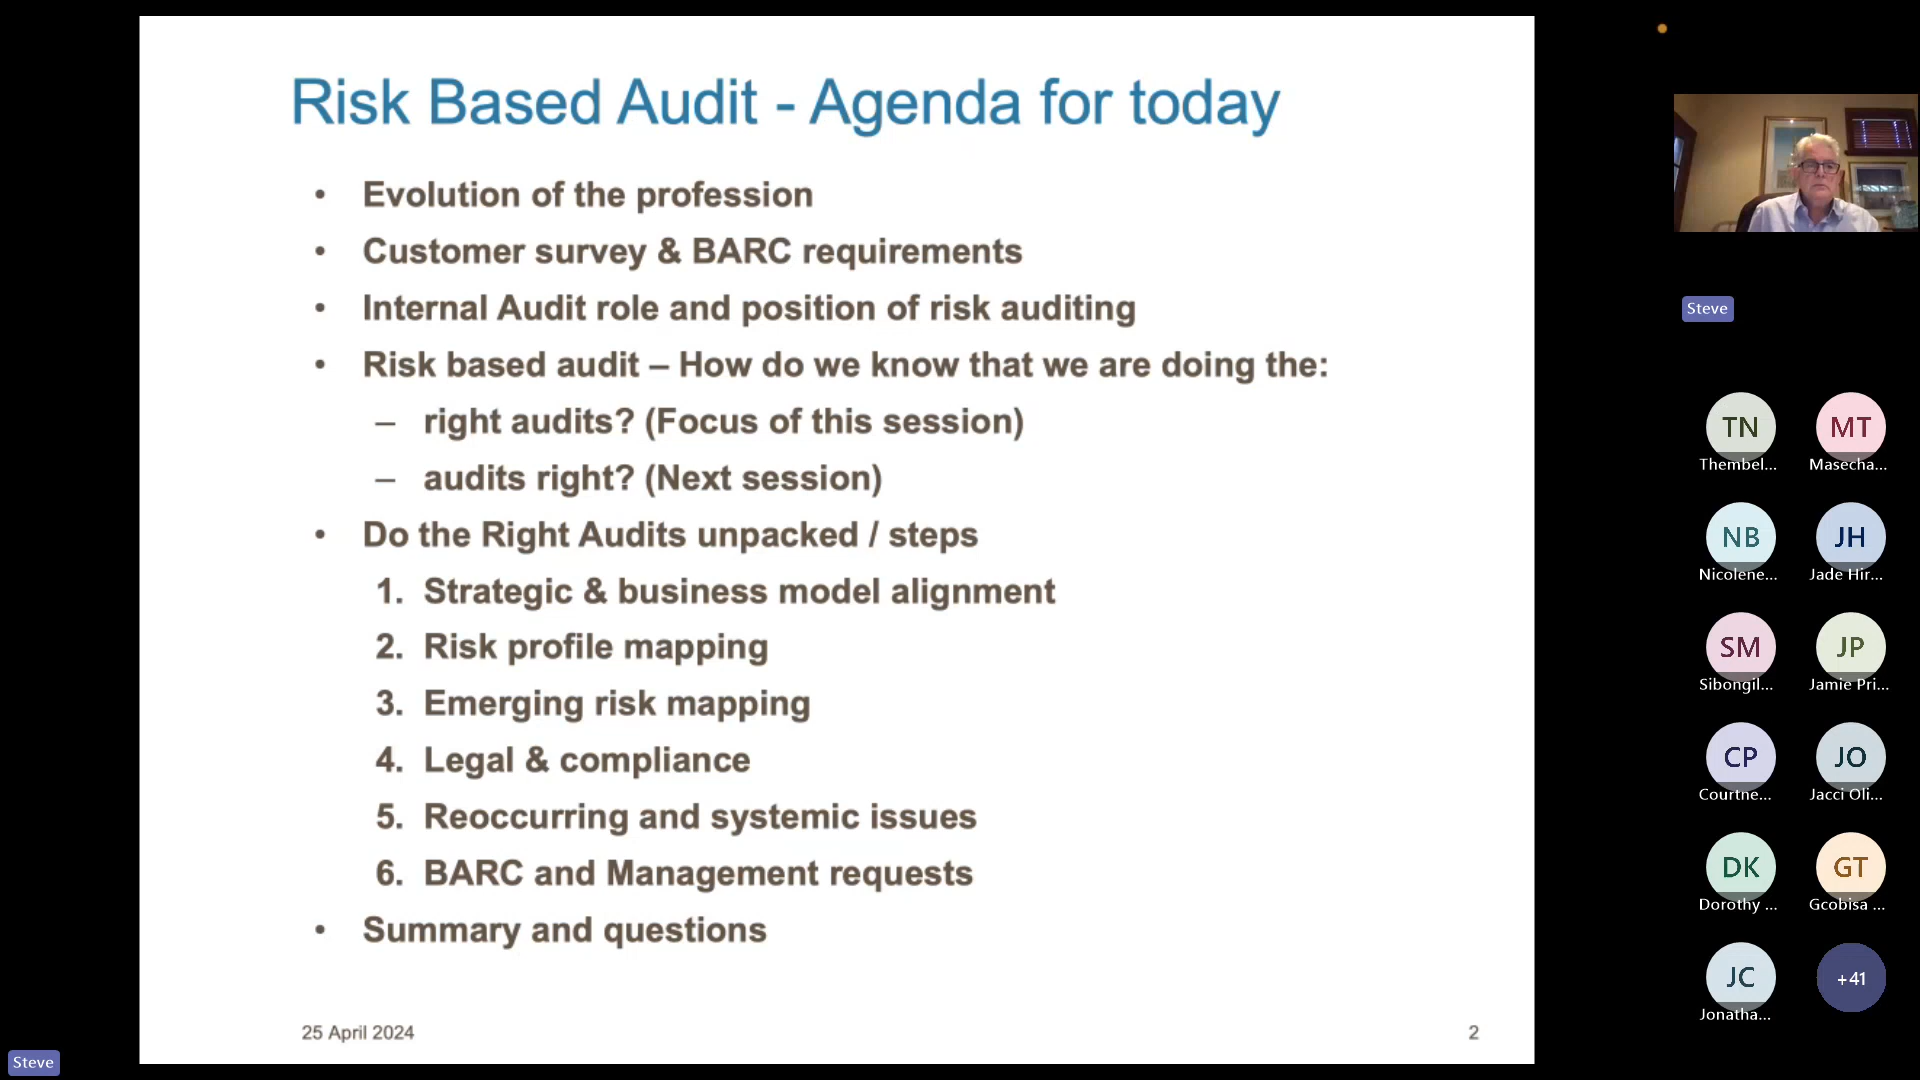 Risk Based Audit - Agenda for today
• Evolution of the profession
• Customer survey & BARC requirements
• Internal Audit role and position of risk auditing
• Risk based audit – How do we know that we are doing the:
– right audits? (Focus of this session)
– audits right? (Next session)
• Do the Right Audits unpacked / steps
1. Strategic & business model alignment
2. Risk profile mapping
3. Emerging risk mapping
4. Legal & compliance
5. Reoccurring and systemic issues
6. BARC and Management requests
• Summary and questions
25 April 2024
2
Steve
Steve
TN
Thembel...
MT
Masecha...
NB
Nicolene...
JH
Jade Hir...
SM
Sibongil...
JP
Jamie Pri...
CP
Courtne...
JO
Jacci Oli...
DK
Dorothy ...
GT
Gcobisa ...
JC
Jonatha...
+41